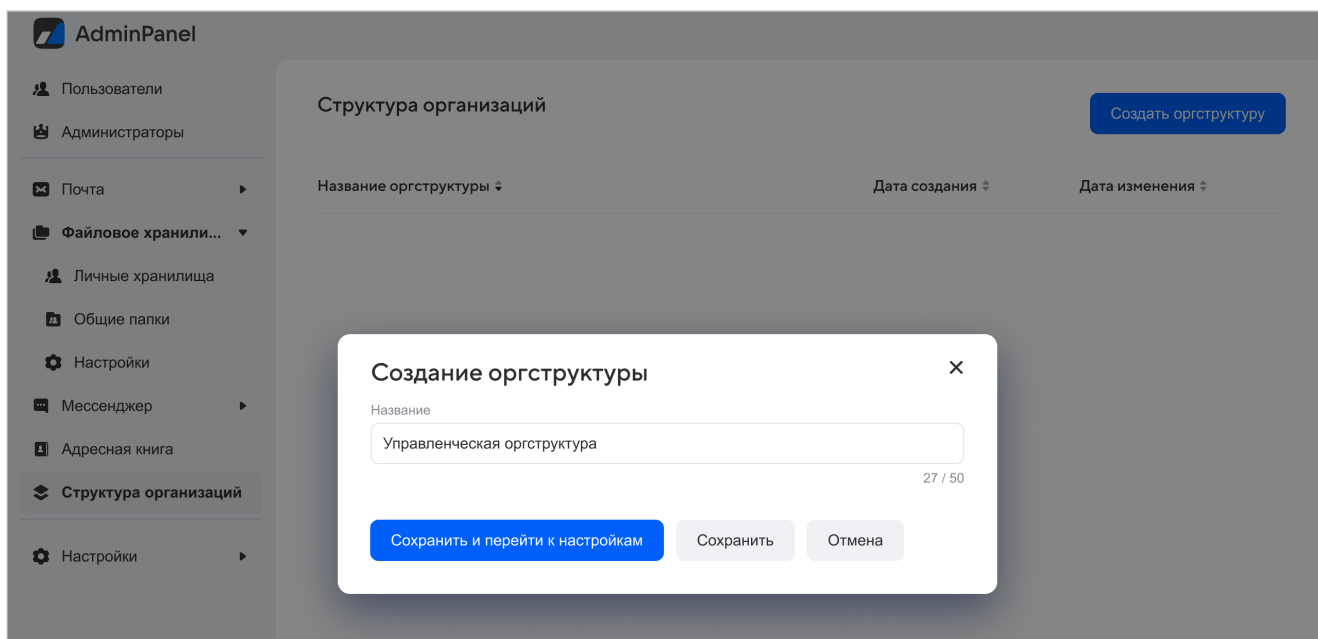 AdminPanel
Пользователи
Администраторы
Почта
Файловое хранили...
Личные хранилища
Общие папки
Настройки
Мессенджер
Адресная книга
Структура организаций
Настройки
Структура организаций
Создать оргструктуру
Название оргструктуры Дата создания Дата изменения
Создание оргструктуры
Название
Управленческая оргструктура
27 / 50
Сохранить и перейти к настройкам Сохранить Отмена